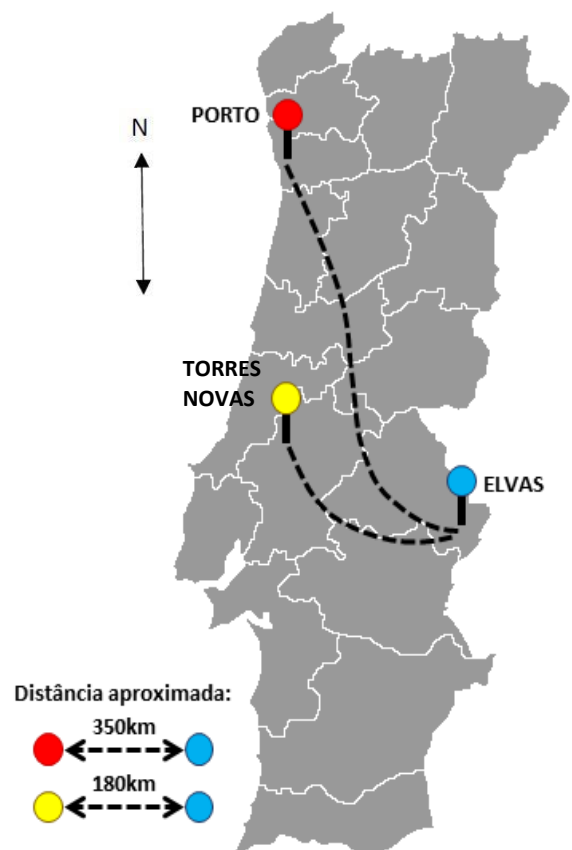 PORTO
N
TORRES
NOVAS
ELVAS
Distância aproximada:
350km
180km